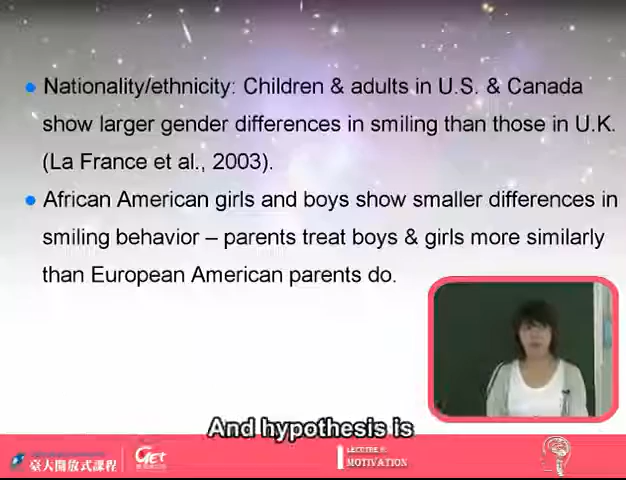 Nationality/ethnicity: Children & adults in U.S. & Canada
show larger gender differences in smiling than those in U.K.
(La France et al., 2003).
African American girls and boys show smaller differences in
smiling behavior – parents treat boys & girls more similarly
than European American parents do.
And hypothesis is
臺大開放式課程
GET
MOTIVATION